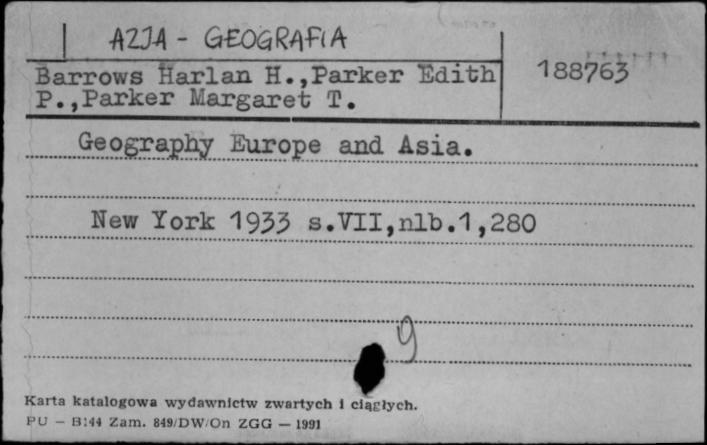 AZJA - GEOGRAFIA
Barrows Harlan H.,Parker Edith
P.,Parker Margaret T.
188763
Geography Europe and Asia.
New York 1933 s.VII,nlb.1,280
g
Karta katalogowa wydawnictw zwartych i ciągłych.
PU — B144 Zam. 849/DW/On ZGG — 1991